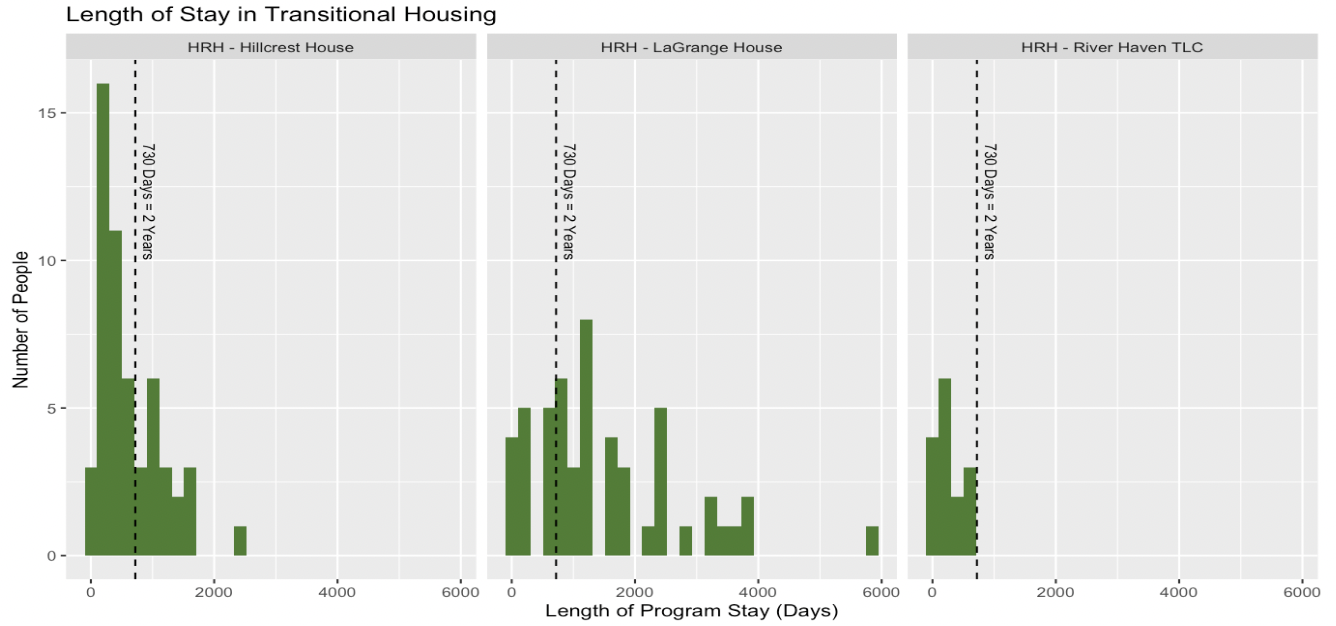 Length of Stay in Transitional Housing
HRH - Hillcrest House
HRH - LaGrange House
HRH - River Haven TLC
15
10
5
0
Number of People
730 Days = 2 Years
730 Days = 2 Years
730 Days = 2 Years
0 2000 4000 6000
0 2000 4000 6000
0 2000 4000 6000
Length of Program Stay (Days)